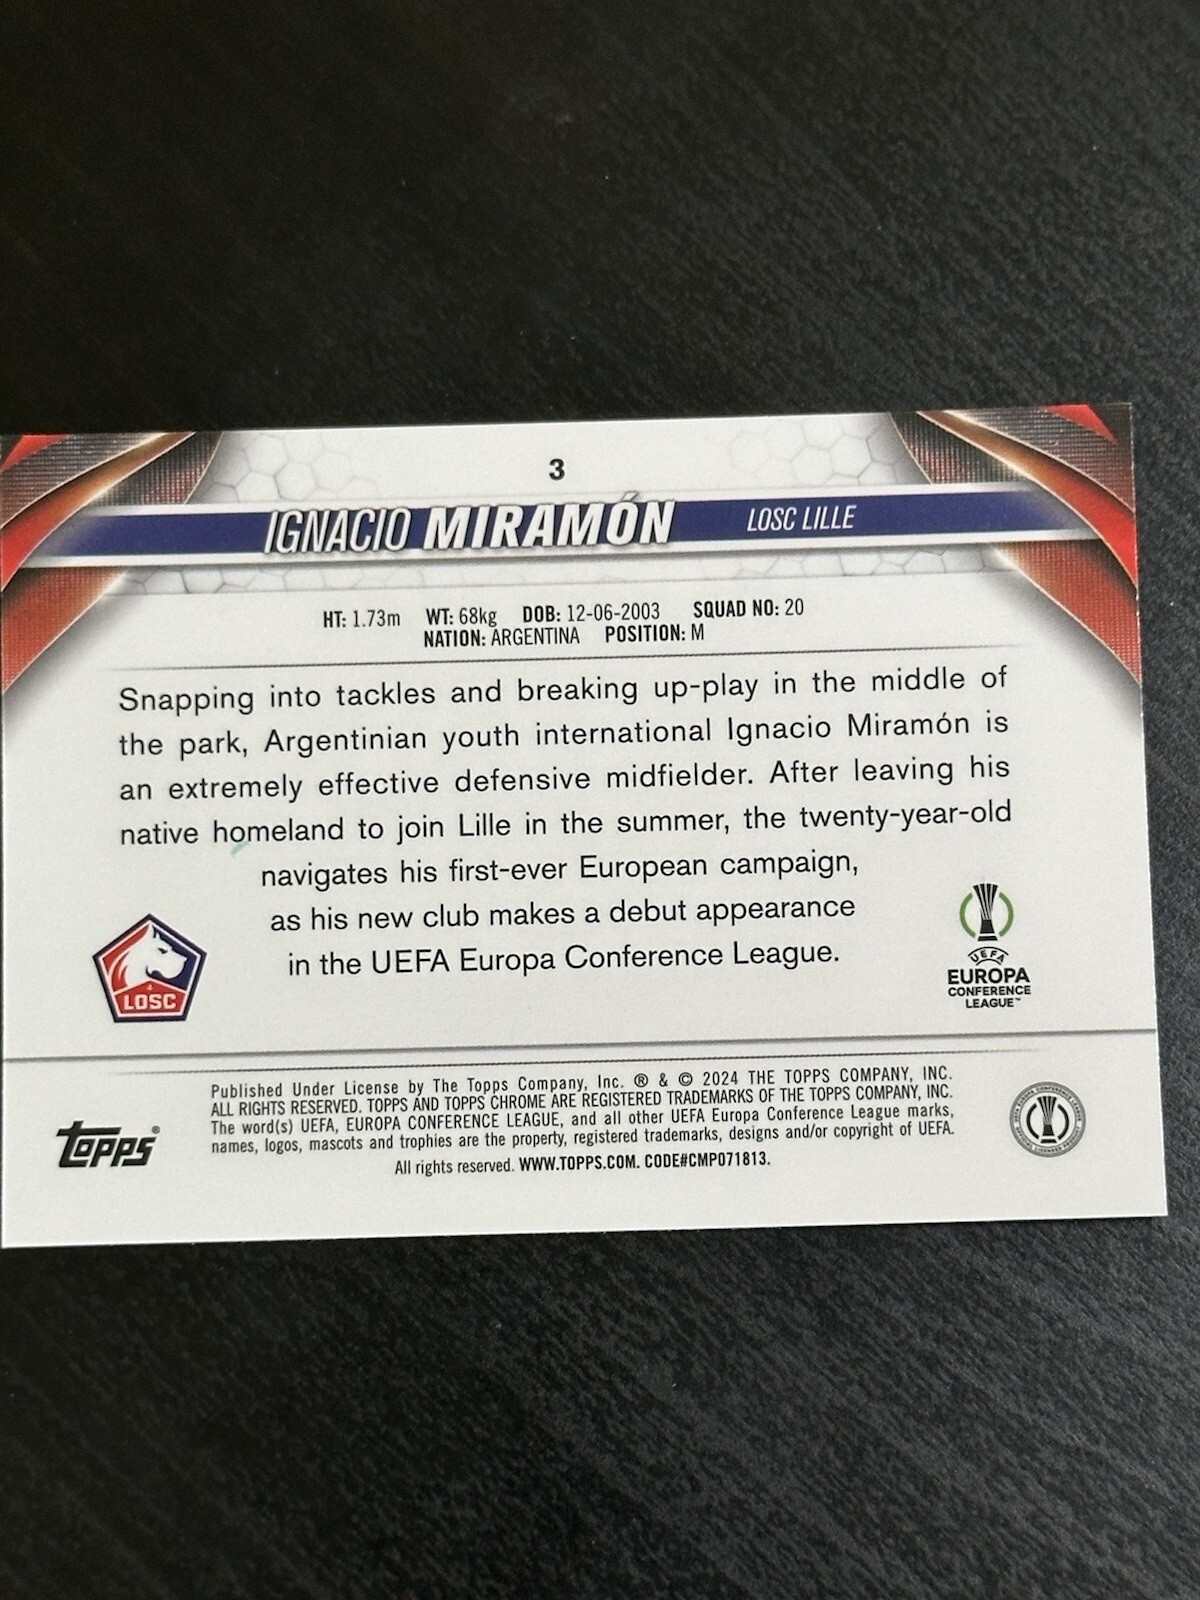 3
IGNACIO MIRAMÓN LOSC LILLE
HT: 1.73m WT: 68kg DOB: 12-06-2003 SQUAD NO: 20
NATION: ARGENTINA POSITION: M
Snapping into tackles and breaking up-play in the middle of
the park, Argentinian youth international Ignacio Miramón is
an extremely effective defensive midfielder. After leaving his
native homeland to join Lille in the summer, the twenty-year-old
navigates his first-ever European campaign,
as his new club makes a debut appearance
in the UEFA Europa Conference League.
LOSC
UEFA
EUROPA
CONFERENCE
LEAGUE™
Published Under License by The Topps Company, Inc. ® & © 2024 THE TOPPS COMPANY, INC.
ALL RIGHTS RESERVED. TOPPS AND TOPPS CHROME ARE REGISTERED TRADEMARKS OF THE TOPPS COMPANY, INC.
The word(s) UEFA, EUROPA CONFERENCE LEAGUE, and all other UEFA Europa Conference League marks,
names, logos, mascots and trophies are the property, registered trademarks, designs and/or copyright of UEFA.
All rights reserved. WWW.TOPPS.COM. CODE#CMP071813.
topps®